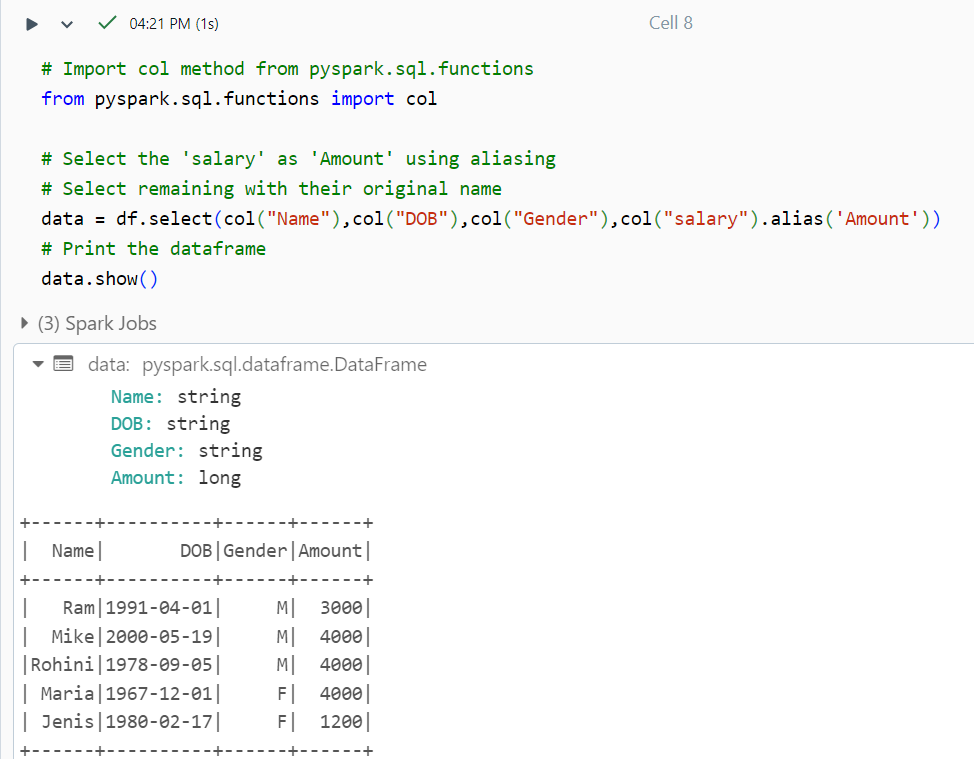 04:21 PM (1s)
Cell 8
# Import col method from pyspark.sql.functions
from pyspark.sql.functions import col
# Select the 'salary' as 'Amount' using aliasing
# Select remaining with their original name
data = df.select(col("Name"),col("DOB"),col("Gender"),col("salary").alias('Amount'))
# Print the dataframe
data.show()
(3) Spark Jobs
data: pyspark.sql.dataframe.DataFrame
Name: string
DOB: string
Gender: string
Amount: long
+------+----------+------+------+
|  Name|       DOB|Gender|Amount|
+------+----------+------+------+
|   Ram|1991-04-01|     M|  3000|
|  Mike|2000-05-19|     M|  4000|
|Rohini|1978-09-05|     M|  4000|
| Maria|1967-12-01|     F|  4000|
| Jenis|1980-02-17|     F|  1200|
+------+----------+------+------+